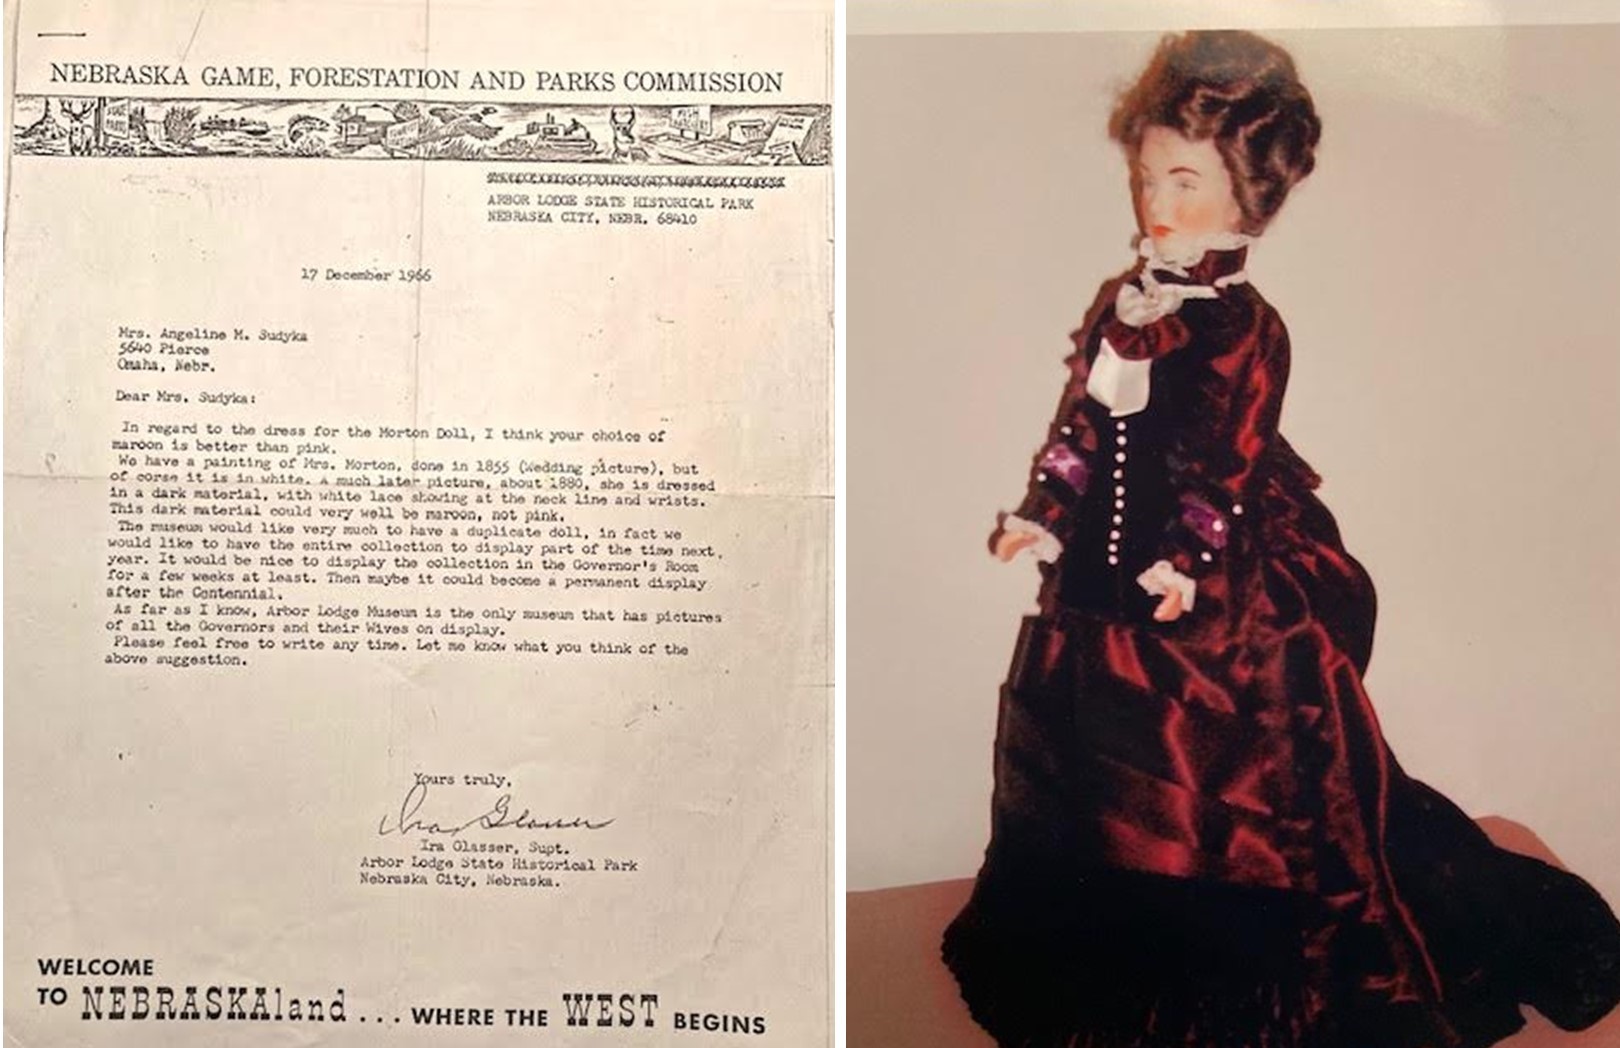 NEBRASKA GAME, FORESTATION AND PARKS COMMISSION
ARBOR LODGE STATE HISTORICAL PARK
NEBRASKA CITY, NEBR. 68410
17 December 1966
Mrs. Angeline M. Sudyka
5640 Pierce
Omaha, Nebr.
Dear Mrs. Sudyka:
In regard to the dress for the Morton Doll, I think your choice of
maroon is better than pink.
We have a painting of Mrs. Morton, done in 1855 (Wedding picture), but
of corse it is in white. A much later picture, about 1880, she is dressed
in a dark material, with white lace showing at the neck line and wrists.
This dark material could very well be maroon, not pink.
The museum would like very much to have a duplicate doll, in fact we
would like to have the entire collection to display part of the time next.
year. It would be nice to display the collection in the Governor's Room
for a few weeks at least. Then maybe it could become a permanent display
after the Centennial.
As far as I know, Arbor Lodge Museum is the only museum that has pictures
of all the Governors and their Wives on display.
Please feel free to write any time. Let me know what you think of the
above suggestion.
Yours truly,
Ira Glasser
Ira Glasser, Supt.
Arbor Lodge State Historical Park
Nebraska City, Nebraska.
WELCOME
TO NEBRASKAland... WHERE THE WEST BEGINS